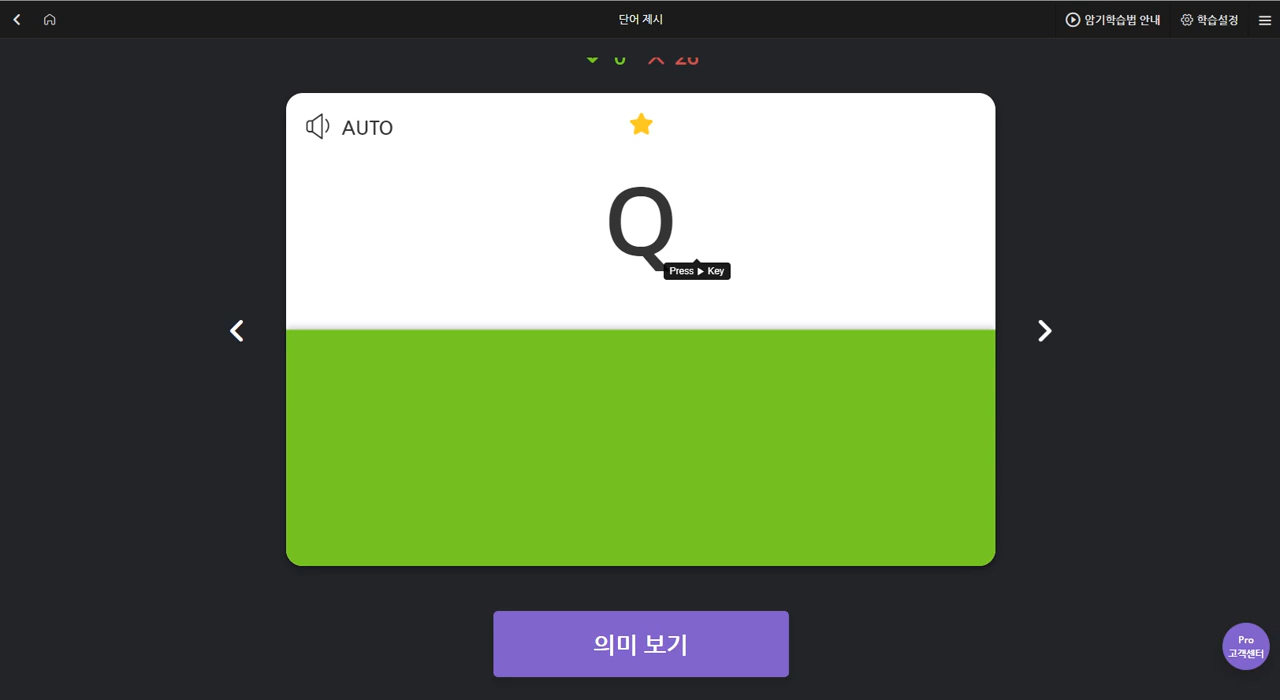 단어 제시
암기학습법 안내
학습설정
AUTO
Q
Press ▶ Key
의미 보기
Pro
고객센터